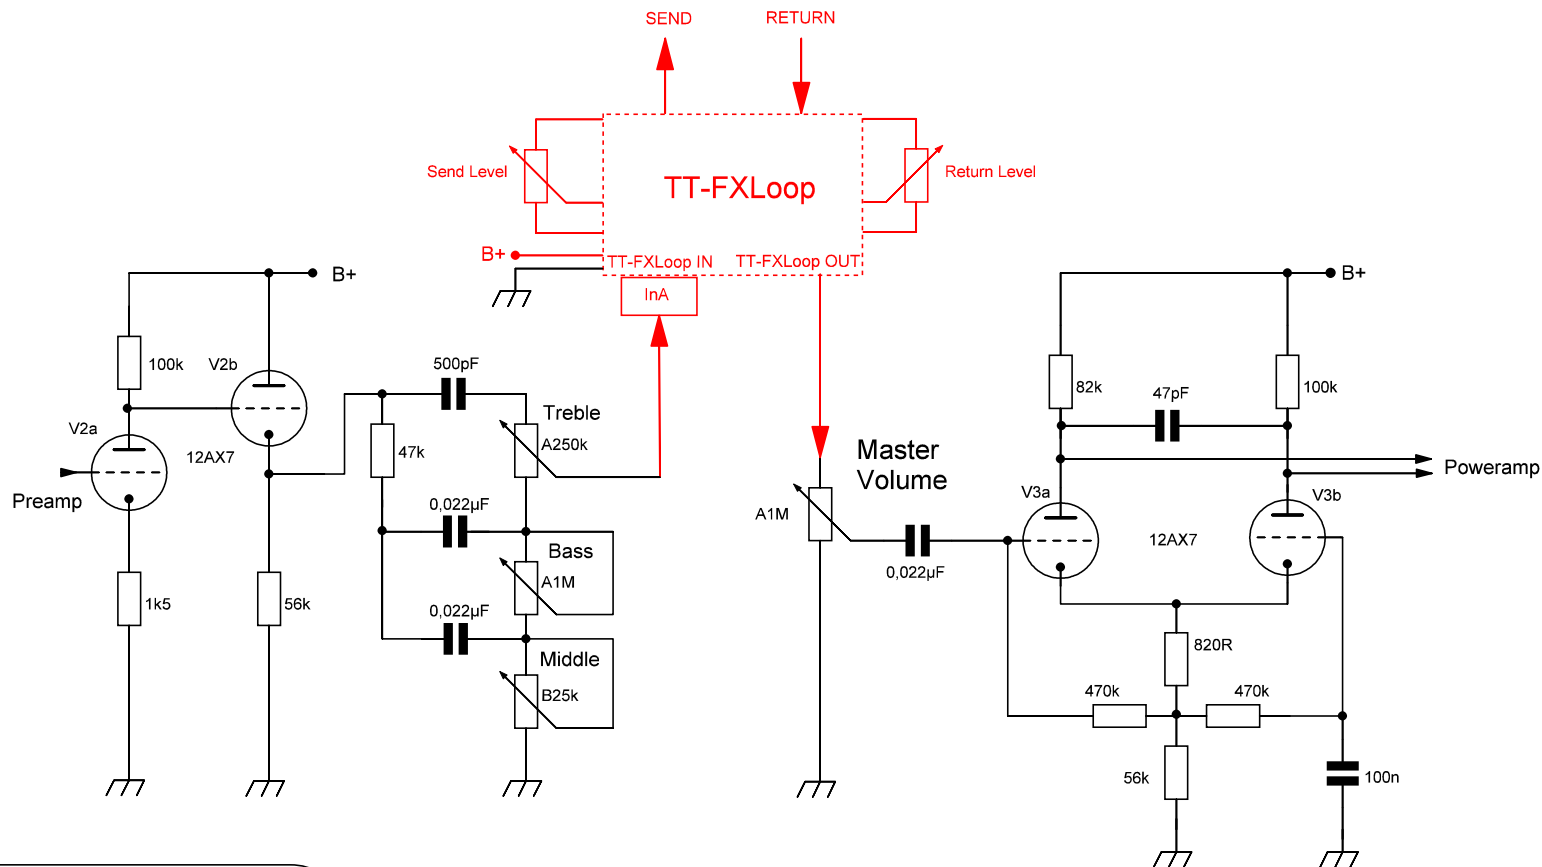 SEND
RETURN
Send Level
TT-FXLoop
Return Level
B+
TT-FXLoop IN
TT-FXLoop OUT
InA
B+
B+
100k
V2b
500pF
Treble
A250k
82k
47pF
100k
V2a
12AX7
47k
Master
Volume
Poweramp
Preamp
0,022µF
A1M
V3a
V3b
Bass
A1M
0,022µF
12AX7
1k5
56k
0,022µF
Middle
820R
B25k
470k
470k
56k
100n